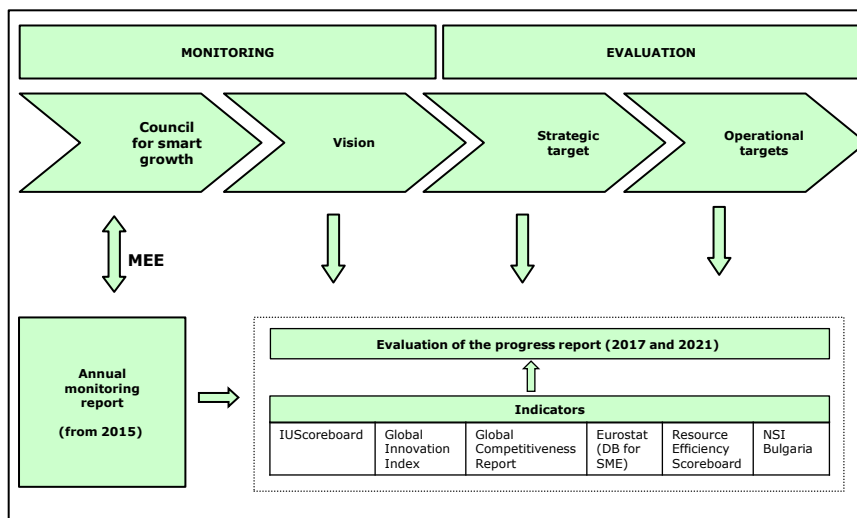 MONITORING
EVALUATION
Council
for smart
growth
Vision
Strategic
target
Operational
targets
MEE
Annual
monitoring
report
(from 2015)
Evaluation of the progress report (2017 and 2021)
Indicators
IUScoreboard
Global
Innovation
Index
Global
Competitiveness
Report
Eurostat
(DB for
SME)
Resource
Efficiency
Scoreboard
NSI
Bulgaria